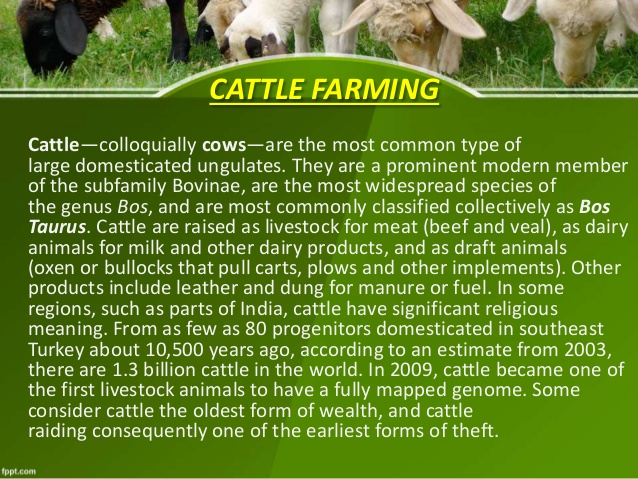 CATTLE FARMING
Cattle—colloquially cows—are the most common type of
large domesticated ungulates. They are a prominent modern member
of the subfamily Bovinae, are the most widespread species of
the genus Bos, and are most commonly classified collectively as Bos
Taurus. Cattle are raised as livestock for meat (beef and veal), as dairy
animals for milk and other dairy products, and as draft animals
(oxen or bullocks that pull carts, plows and other implements). Other
products include leather and dung for manure or fuel. In some
regions, such as parts of India, cattle have significant religious
meaning. From as few as 80 progenitors domesticated in southeast
Turkey about 10,500 years ago, according to an estimate from 2003,
there are 1.3 billion cattle in the world. In 2009, cattle became one of
the first livestock animals to have a fully mapped genome. Some
consider cattle the oldest form of wealth, and cattle
raiding consequently one of the earliest forms of theft.
fppt.com